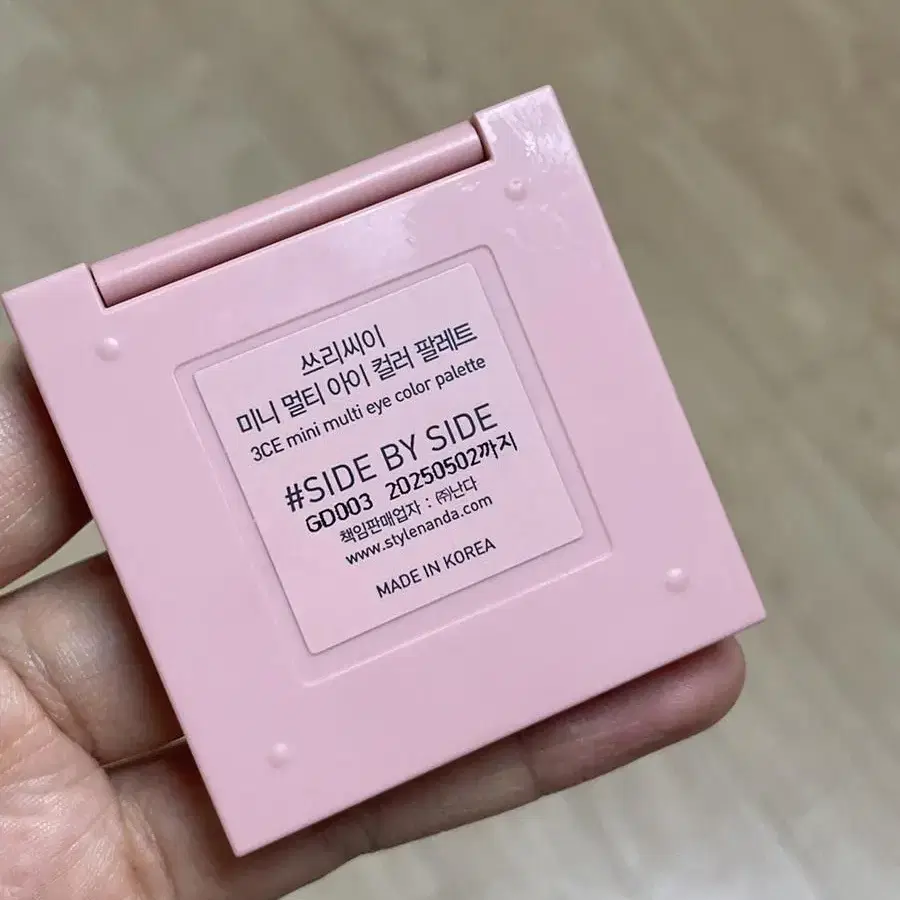 쓰리씨이
미니 멀티 아이 컬러 팔레트
3CE mini multi eye color palette
#SIDE BY SIDE
GD003 20250502까지
책임판매업자 : ㈜난다
www.stylenanda.com
MADE IN KOREA